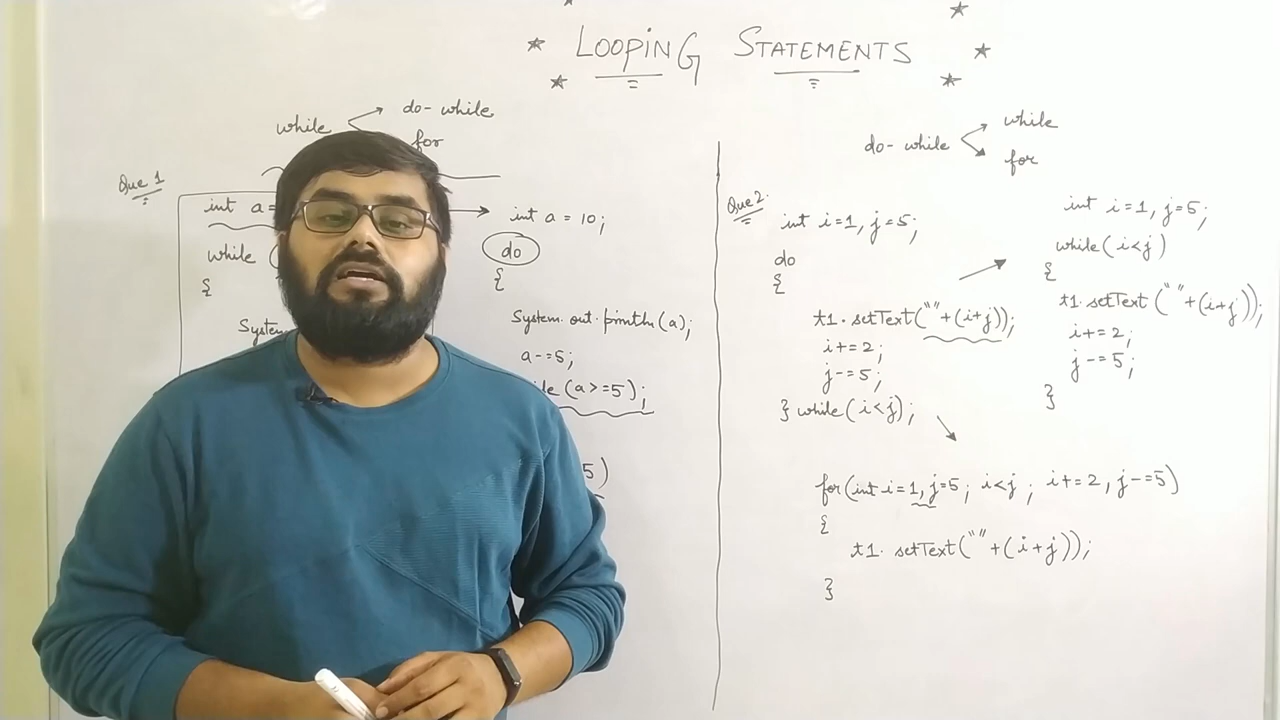 LOOPING STATEMENTS
while
do-while
for
Que 1
int a=
while (
{
System
int a = 10;
do
{
System.out.println(a);
a-=5;
(a>=5);
5)
do-while
while
for
Que 2.
int i=1, j=5;
do
{
t1.setText(""+(i+j));
i+=2;
j-=5;
} while(i<j);
int i=1, j=5;
while(i<j)
{
t1.setText(""+(i+j));
i+=2;
j-=5;
}
for(int i=1, j=5; i<j; i+=2, j-=5)
{
t1.setText(""+(i+j));
}